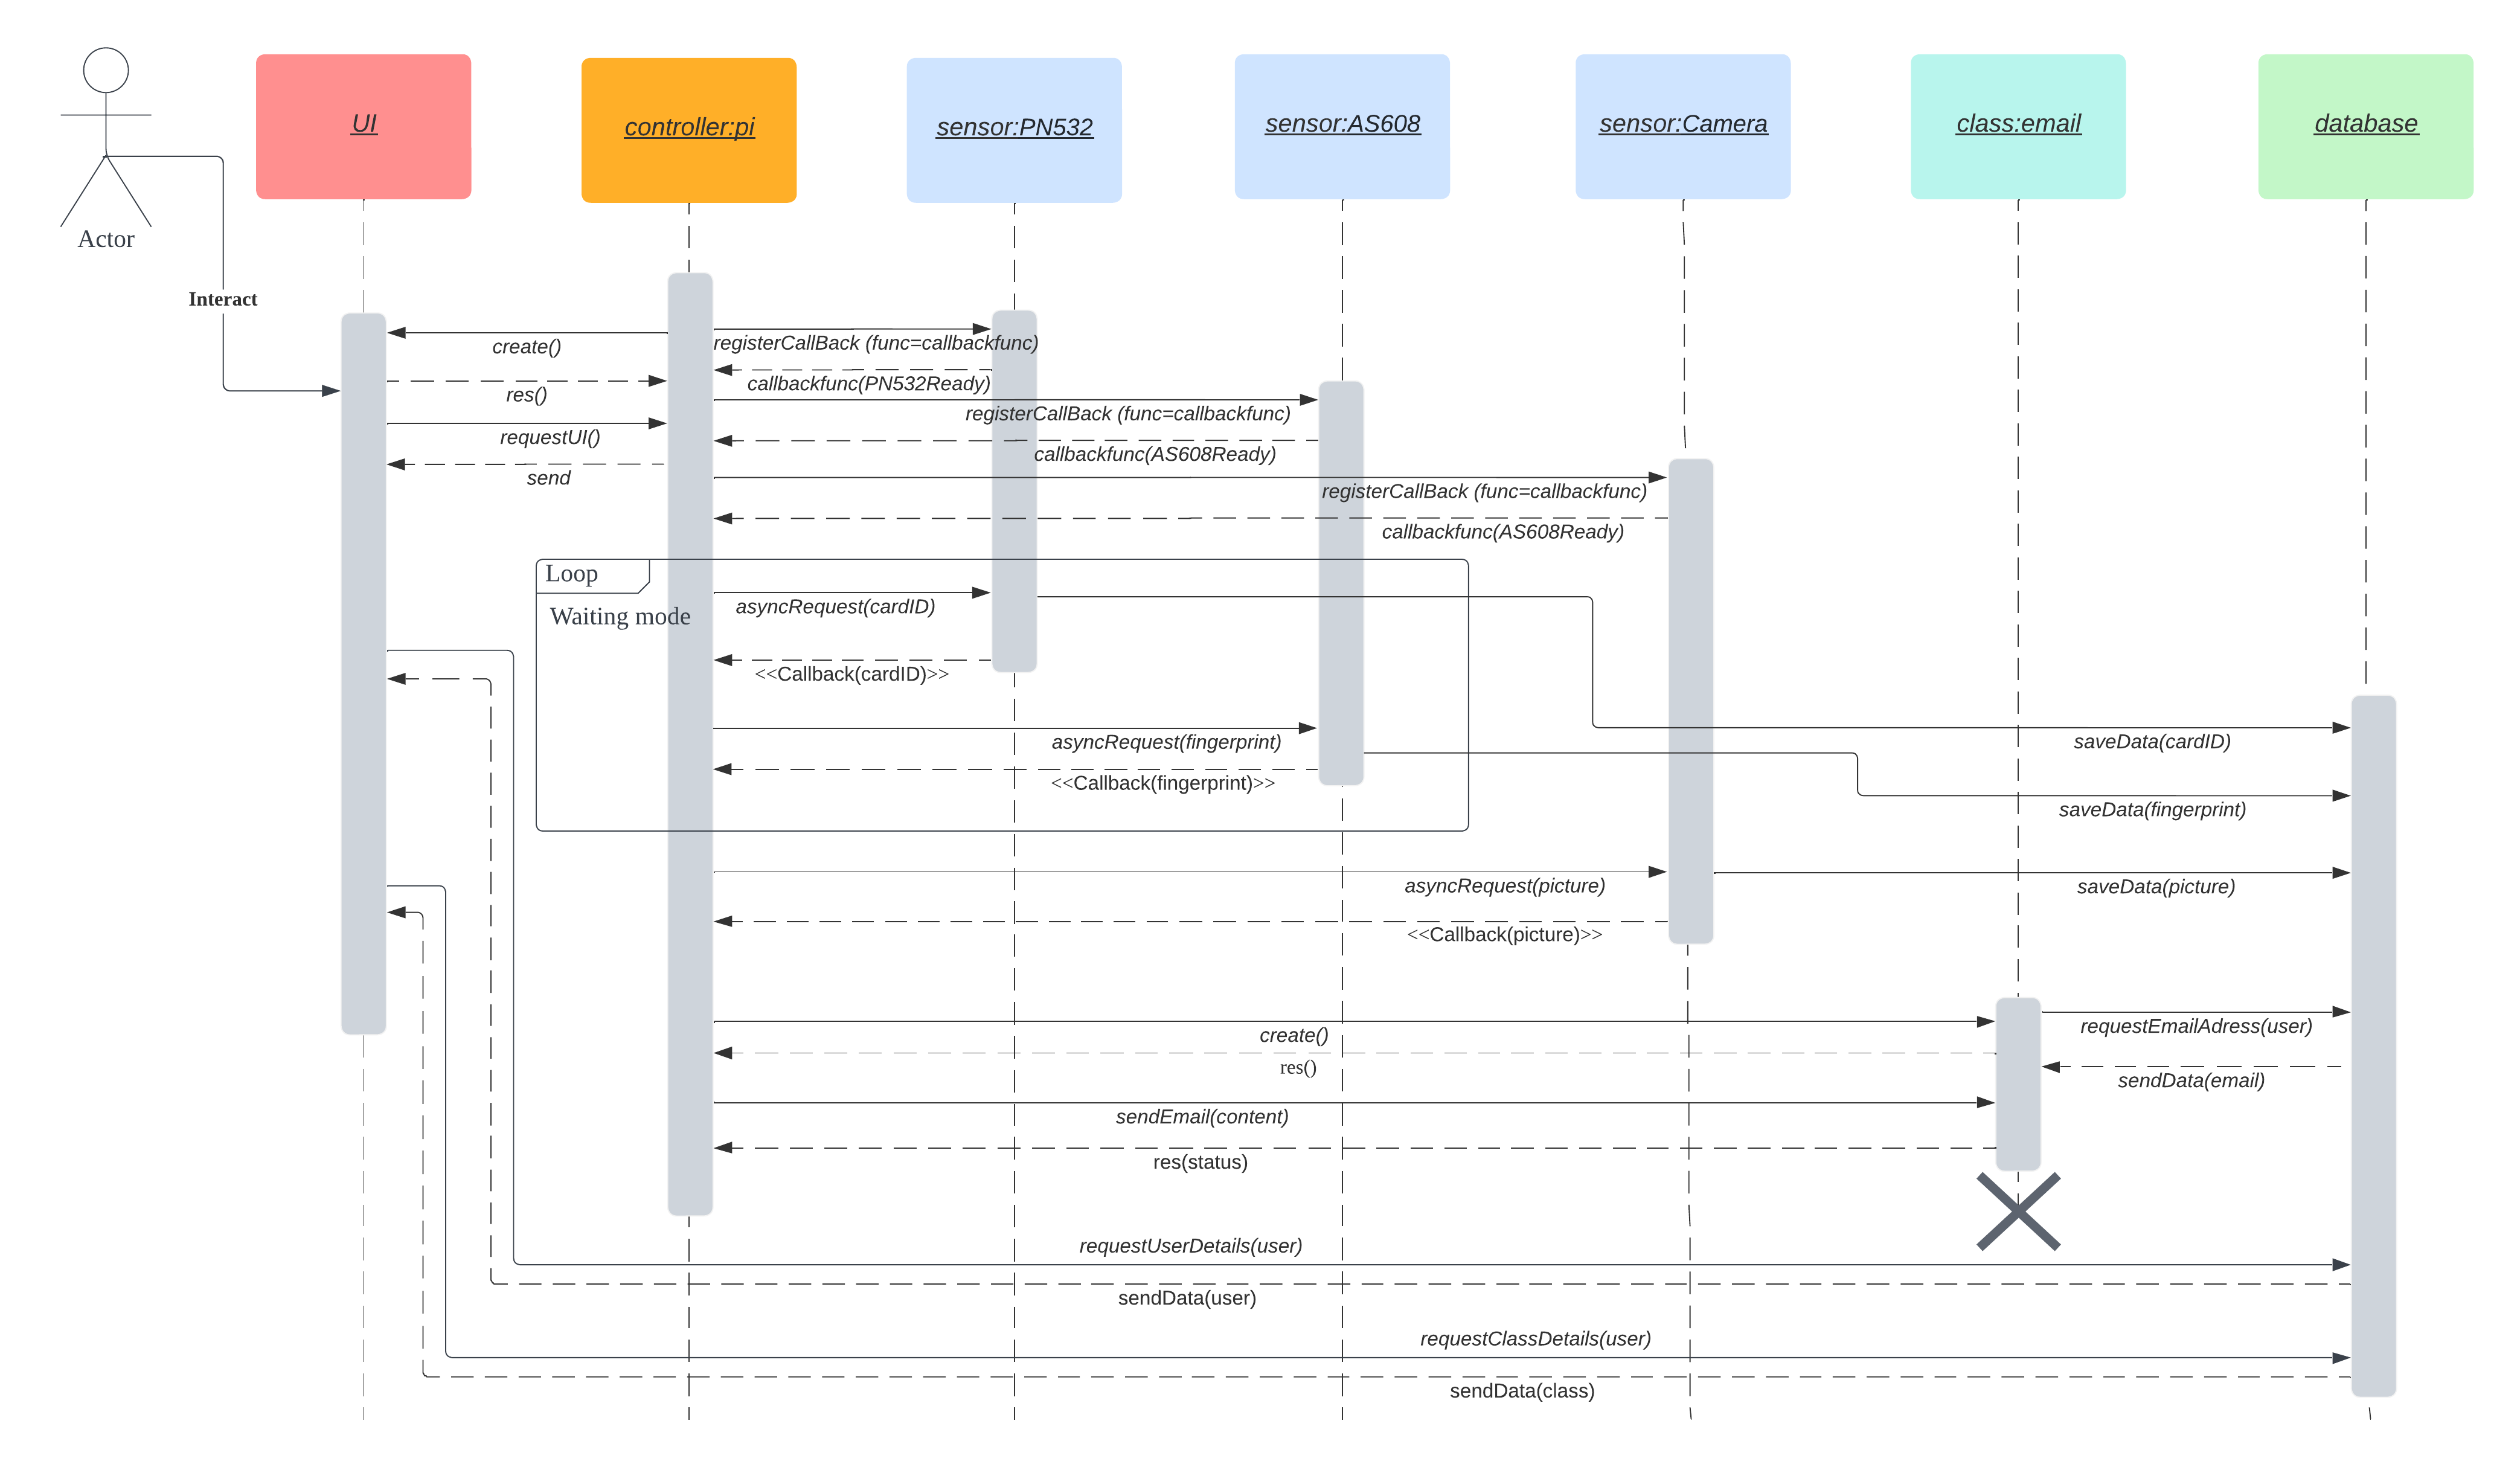 UI
controller:pi
sensor:PN532
sensor:AS608
sensor:Camera
class:email
database
Actor
Interact
create()
registerCallBack (func=callbackfunc)
res()
callbackfunc(PN532Ready)
registerCallBack (func=callbackfunc)
requestUI()
callbackfunc(AS608Ready)
send
registerCallBack (func=callbackfunc)
callbackfunc(AS608Ready)
Loop
Waiting mode
asyncRequest(cardID)
<<Callback(cardID)>>
asyncRequest(fingerprint)
saveData(cardID)
<<Callback(fingerprint)>>
saveData(fingerprint)
asyncRequest(picture)
saveData(picture)
<<Callback(picture)>>
create()
requestEmailAdress(user)
res()
sendData(email)
sendEmail(content)
res(status)
requestUserDetails(user)
sendData(user)
requestClassDetails(user)
sendData(class)